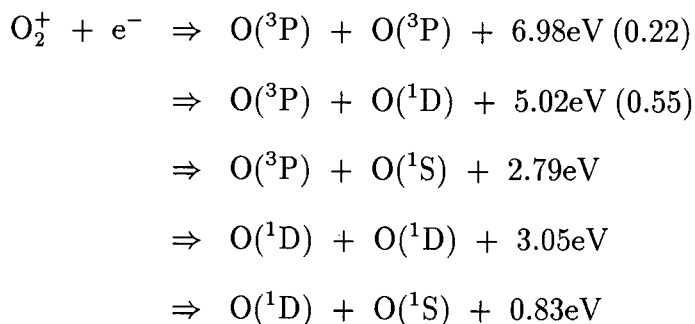 O₂⁺ + e⁻ ⇒ O(³P) + O(³P) + 6.98eV (0.22)
⇒ O(³P) + O(¹D) + 5.02eV (0.55)
⇒ O(³P) + O(¹S) + 2.79eV
⇒ O(¹D) + O(¹D) + 3.05eV
⇒ O(¹D) + O(¹S) + 0.83eV